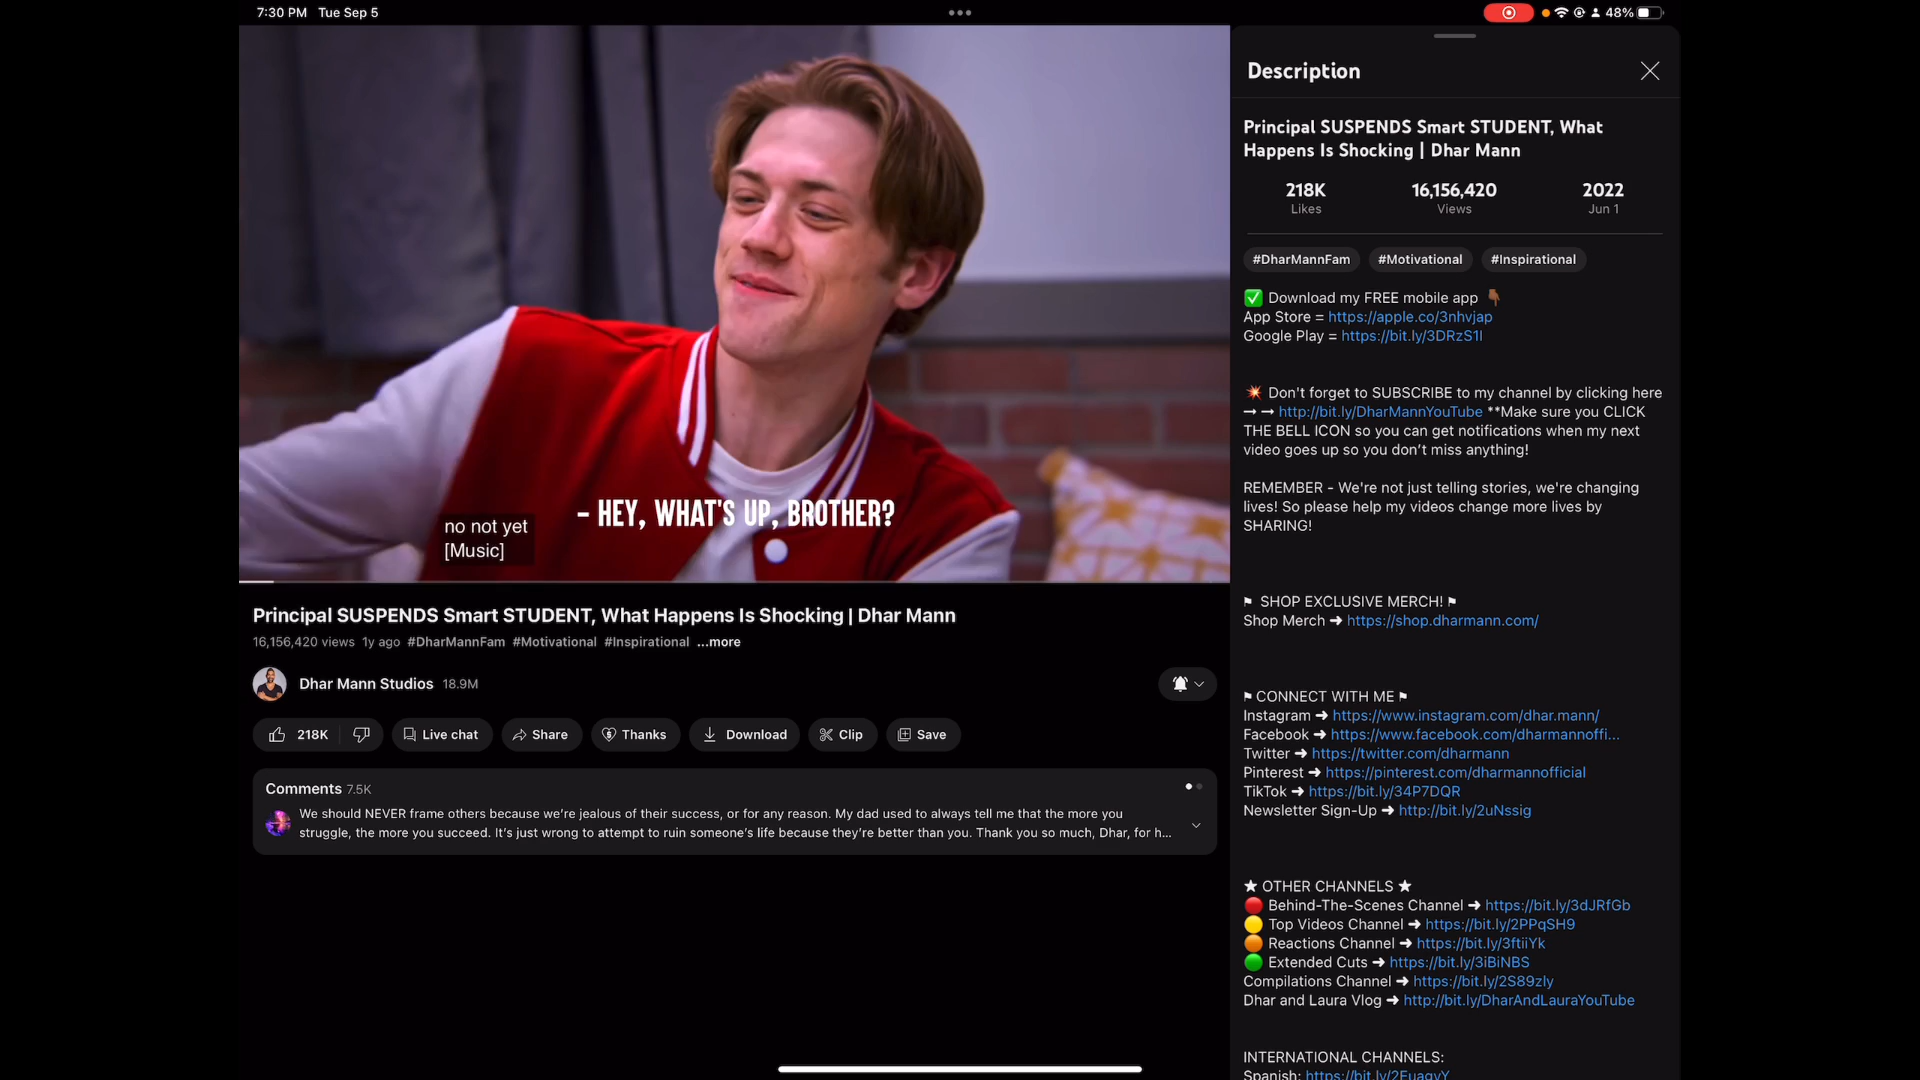 7:30 PM Tue Sep 5
48%
- HEY, WHAT'S UP, BROTHER?
no not yet
[Music]
Principal SUSPENDS Smart STUDENT, What Happens Is Shocking | Dhar Mann
16,156,420 views 1y ago #DharMannFam #Motivational #Inspirational ...more
Dhar Mann Studios 18.9M
218K Live chat Share Thanks Download Clip Save
Comments 7.5K
We should NEVER frame others because we're jealous of their success, or for any reason. My dad used to always tell me that the more you
struggle, the more you succeed. It's just wrong to attempt to ruin someone's life because they're better than you. Thank you so much, Dhar, for h...
Description
Principal SUSPENDS Smart STUDENT, What
Happens Is Shocking | Dhar Mann
218K 16,156,420 2022
Likes Views Jun 1
#DharMannFam #Motivational #Inspirational
✅ Download my FREE mobile app 👇🏾
App Store = https://apple.co/3nhvjap
Google Play = https://bit.ly/3DRzS1I
💥 Don't forget to SUBSCRIBE to my channel by clicking here
➞ ➞ http://bit.ly/DharMannYouTube **Make sure you CLICK
THE BELL ICON so you can get notifications when my next
video goes up so you don't miss anything!
REMEMBER - We're not just telling stories, we're changing
lives! So please help my videos change more lives by
SHARING!
⚑ SHOP EXCLUSIVE MERCH! ⚑
Shop Merch ➜ https://shop.dharmann.com/
⚑ CONNECT WITH ME ⚑
Instagram ➜ https://www.instagram.com/dhar.mann/
Facebook ➜ https://www.facebook.com/dharmannoffi...
Twitter ➜ https://twitter.com/dharmann
Pinterest ➜ https://pinterest.com/dharmannofficial
TikTok ➜ https://bit.ly/34P7DQR
Newsletter Sign-Up ➜ http://bit.ly/2uNssig
★ OTHER CHANNELS ★
🔴 Behind-The-Scenes Channel ➜ https://bit.ly/3dJRfGb
🟡 Top Videos Channel ➜ https://bit.ly/2PPqSH9
🟠 Reactions Channel ➜ https://bit.ly/3ftiiYk
🟢 Extended Cuts ➜ https://bit.ly/3iBiNBS
Compilations Channel ➜ https://bit.ly/2S89zly
Dhar and Laura Vlog ➜ http://bit.ly/DharAndLauraYouTube
INTERNATIONAL CHANNELS:
Spanish: